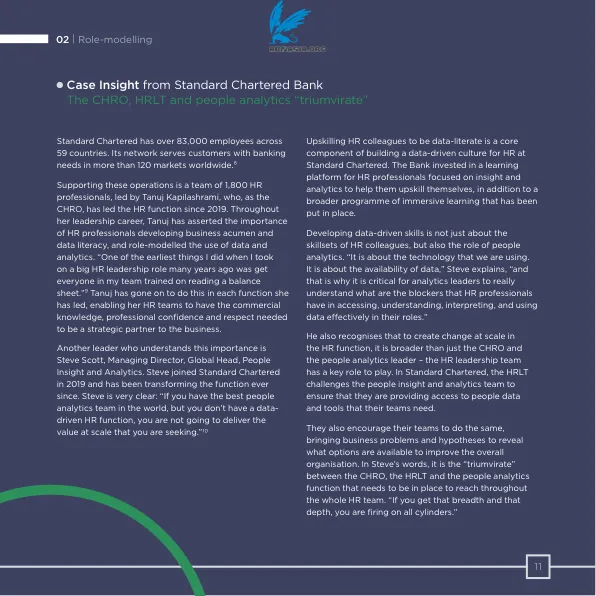 02 | Role-modelling
Case Insight from Standard Chartered Bank
The CHRO, HRLT and people analytics “triumvirate”
Standard Chartered has over 83,000 employees across
59 countries. Its network serves customers with banking
needs in more than 120 markets worldwide.⁸
Supporting these operations is a team of 1,800 HR
professionals, led by Tanuj Kapilashrami, who, as the
CHRO, has led the HR function since 2019. Throughout
her leadership career, Tanuj has asserted the importance
of HR professionals developing business acumen and
data literacy, and role-modelled the use of data and
analytics. “One of the earliest things I did when I took
on a big HR leadership role many years ago was get
everyone in my team trained on reading a balance
sheet.”⁹ Tanuj has gone on to do this in each function she
has led, enabling her HR teams to have the commercial
knowledge, professional confidence and respect needed
to be a strategic partner to the business.
Another leader who understands this importance is
Steve Scott, Managing Director, Global Head, People
Insight and Analytics. Steve joined Standard Chartered
in 2019 and has been transforming the function ever
since. Steve is very clear: “If you have the best people
analytics team in the world, but you don’t have a data-
driven HR function, you are not going to deliver the
value at scale that you are seeking.”¹⁰
Upskilling HR colleagues to be data-literate is a core
component of building a data-driven culture for HR at
Standard Chartered. The Bank invested in a learning
platform for HR professionals focused on insight and
analytics to help them upskill themselves, in addition to a
broader programme of immersive learning that has been
put in place.
Developing data-driven skills is not just about the
skillsets of HR colleagues, but also the role of people
analytics. “It is about the technology that we are using.
It is about the availability of data,” Steve explains, “and
that is why it is critical for analytics leaders to really
understand what are the blockers that HR professionals
have in accessing, understanding, interpreting, and using
data effectively in their roles.”
He also recognises that to create change at scale in
the HR function, it is broader than just the CHRO and
the people analytics leader – the HR leadership team
has a key role to play. In Standard Chartered, the HRLT
challenges the people insight and analytics team to
ensure that they are providing access to people data
and tools that their teams need.
They also encourage their teams to do the same,
bringing business problems and hypotheses to reveal
what options are available to improve the overall
organisation. In Steve’s words, it is the “triumvirate”
between the CHRO, the HRLT and the people analytics
function that needs to be in place to reach throughout
the whole HR team. “If you get that breadth and that
depth, you are firing on all cylinders.”
11